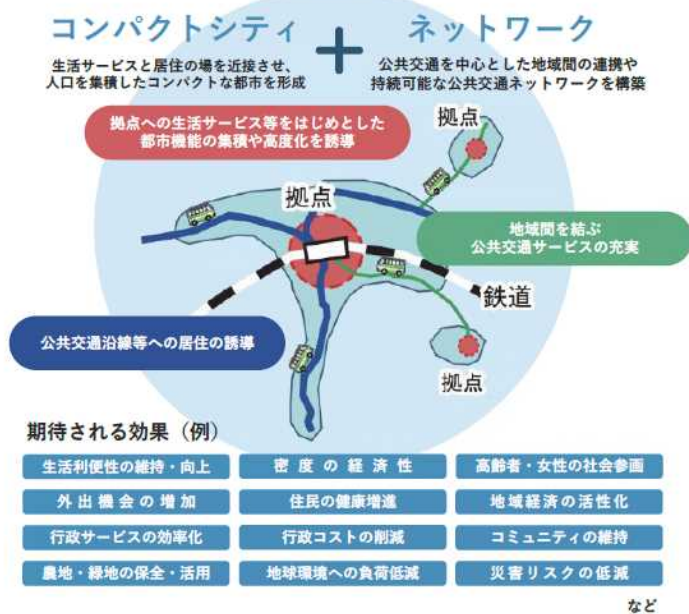 コンパクトシティ + ネットワーク
生活サービスと居住の場を近接させ、
人口を集積したコンパクトな都市を形成
公共交通を中心とした地域間の連携や
持続可能な公共交通ネットワークを構築
拠点への生活サービス等をはじめとした
都市機能の集積や高度化を誘導
拠点
拠点
地域間を結ぶ
公共交通サービスの充実
鉄道
公共交通沿線等への居住の誘導
拠点
期待される効果（例）
生活利便性の維持・向上
密度の経済性
高齢者・女性の社会参画
外出機会の増加
住民の健康増進
地域経済の活性化
行政サービスの効率化
行政コストの削減
コミュニティの維持
農地・緑地の保全・活用
地球環境への負荷低減
災害リスクの低減
など